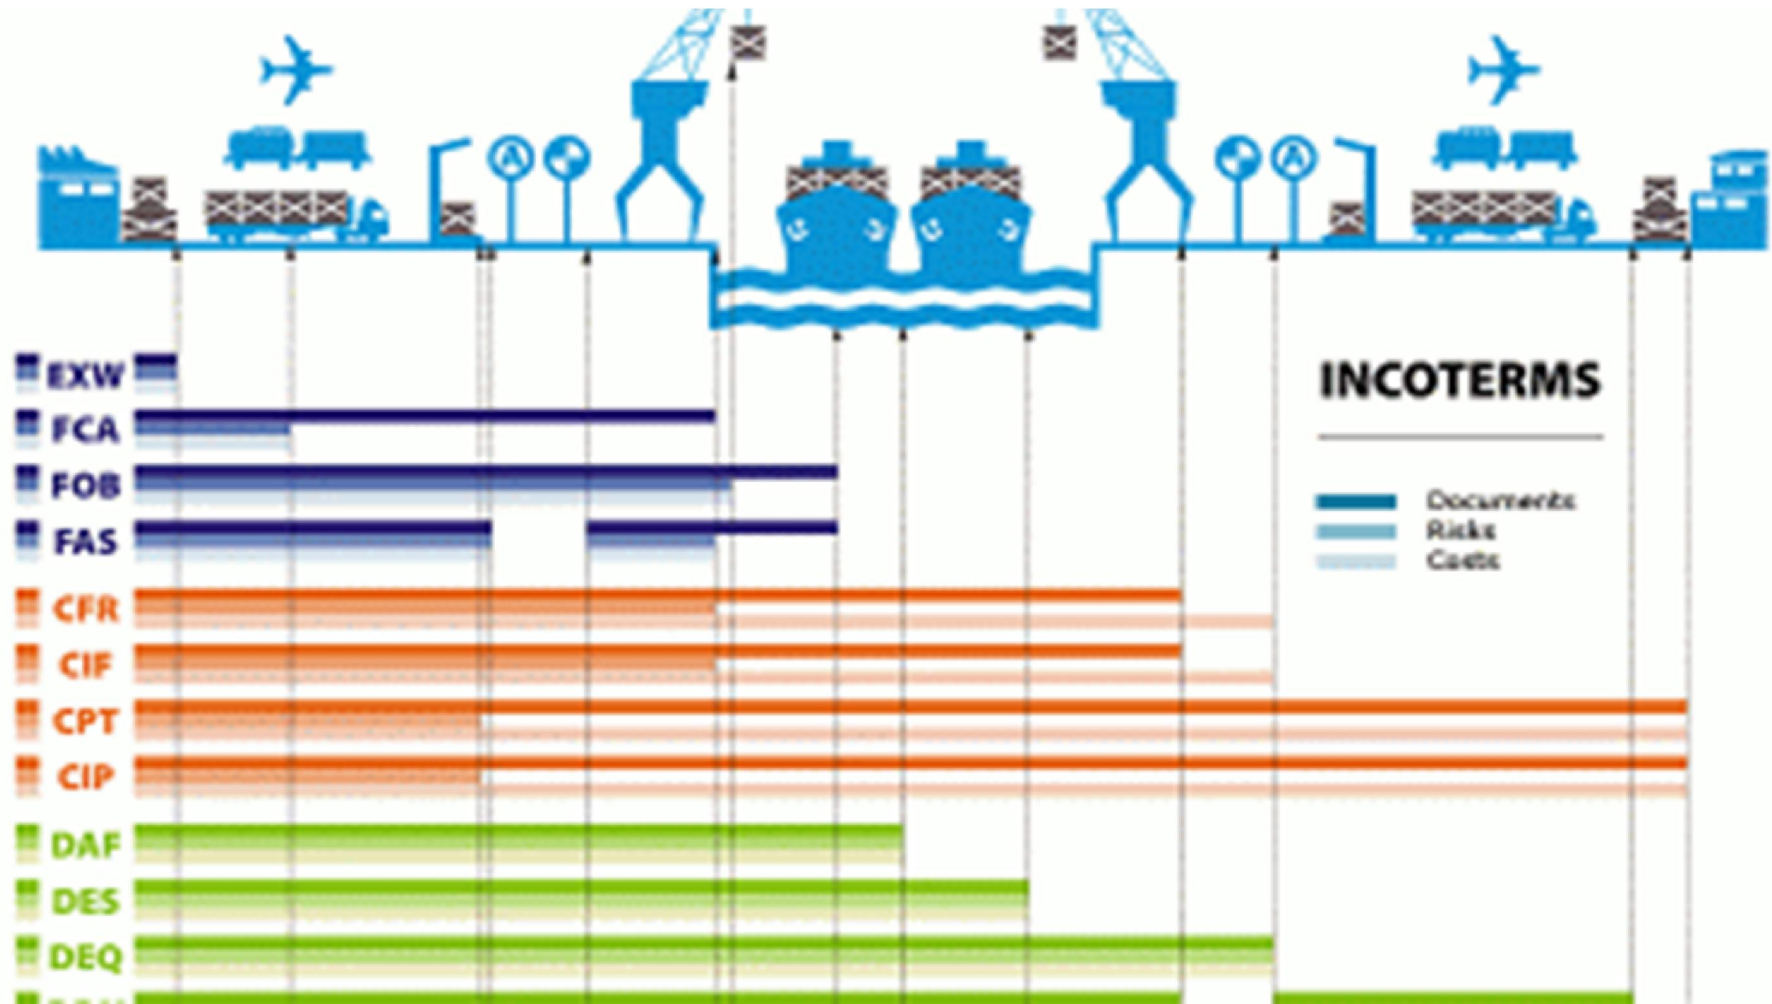 A
A
EXW
INCOTERMS
FCA
FOB
Documents
FAS
Risks
Costs
CFR
CIF
CPT
CIP
DAF
DES
DEQ